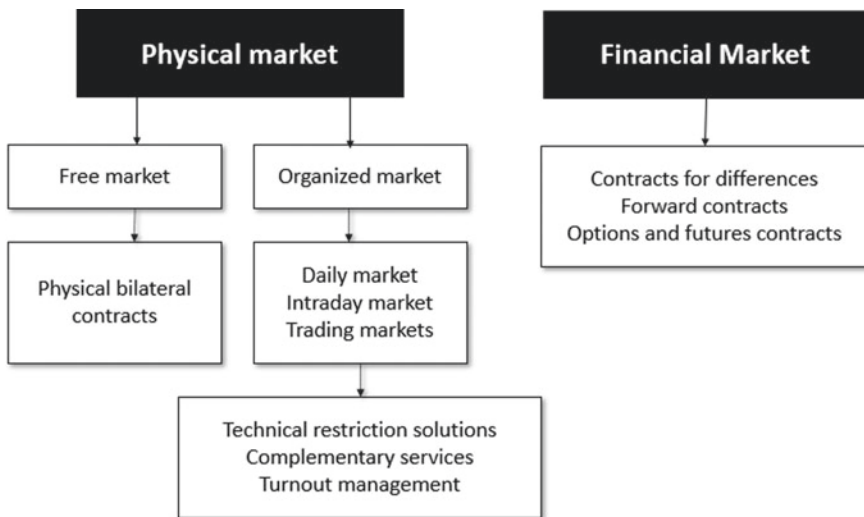 Physical market
Financial Market
Free market
Organized market
Contracts for differences
Forward contracts
Options and futures contracts
Physical bilateral
contracts
Daily market
Intraday market
Trading markets
Technical restriction solutions
Complementary services
Turnout management